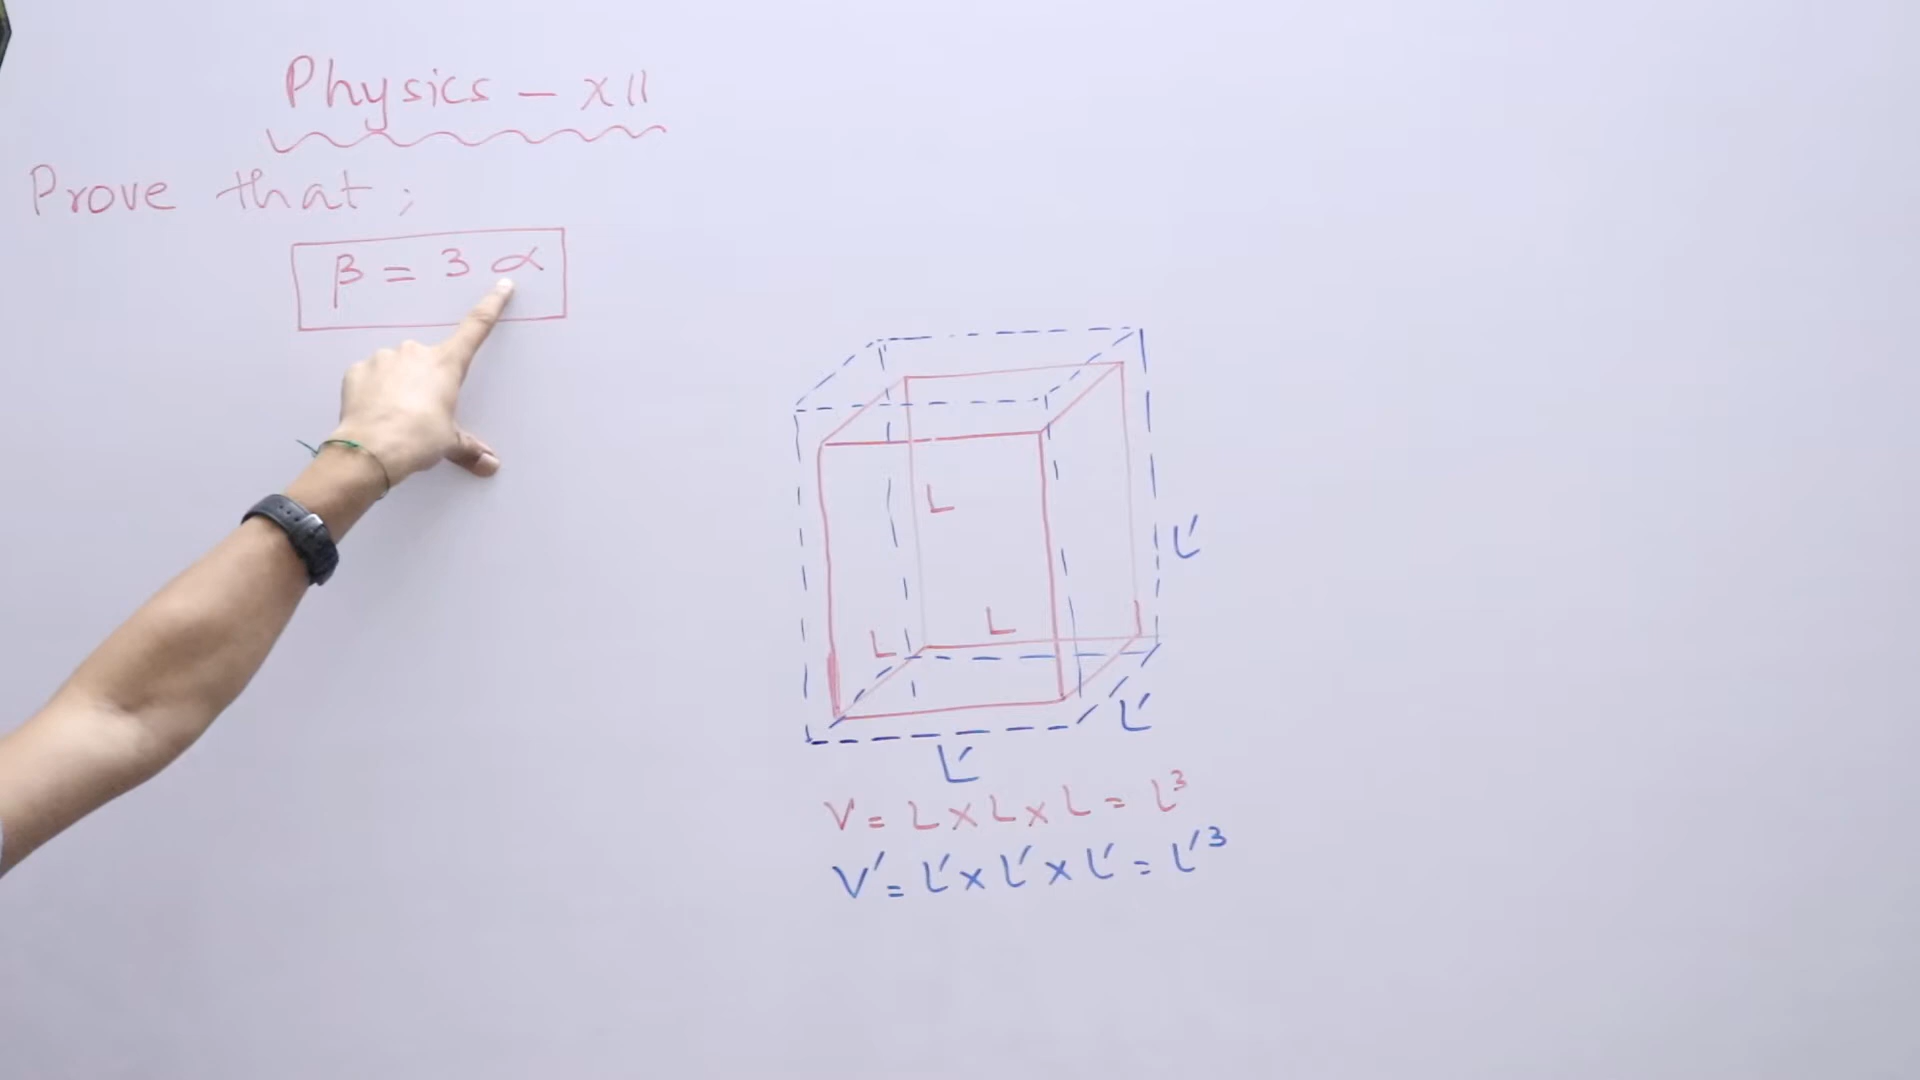 Physics - XII
Prove that;
β = 3 α
L
L'
L
L
L'
L'
V = L × L × L = L³
V' = L' × L' × L' = L'³